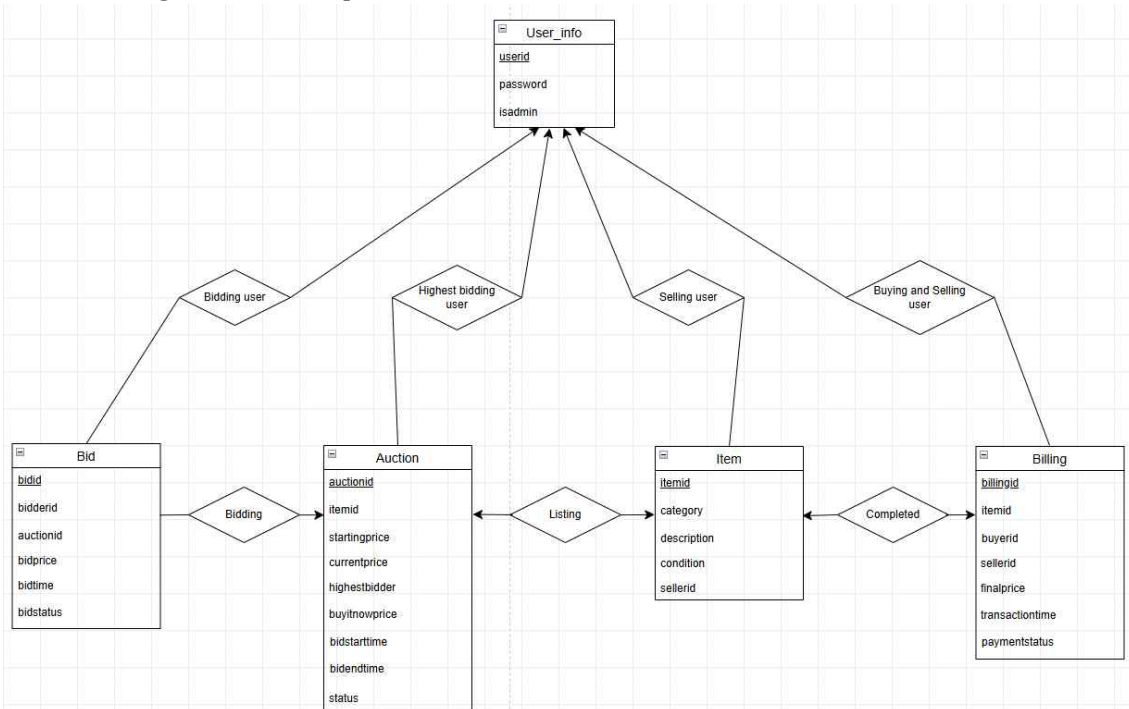 User_info
userid
password
isadmin
Bidding user
Highest bidding
user
Selling user
Buying and Selling
user
Bid
bidid
bidderid
auctionid
bidprice
bidtime
bidstatus
Bidding
Auction
auctionid
itemid
startingprice
currentprice
highestbidder
buyitnowprice
bidstarttime
bidendtime
status
Listing
Item
itemid
category
description
condition
sellerid
Completed
Billing
billingid
itemid
buyerid
sellerid
finalprice
transactiontime
paymentstatus